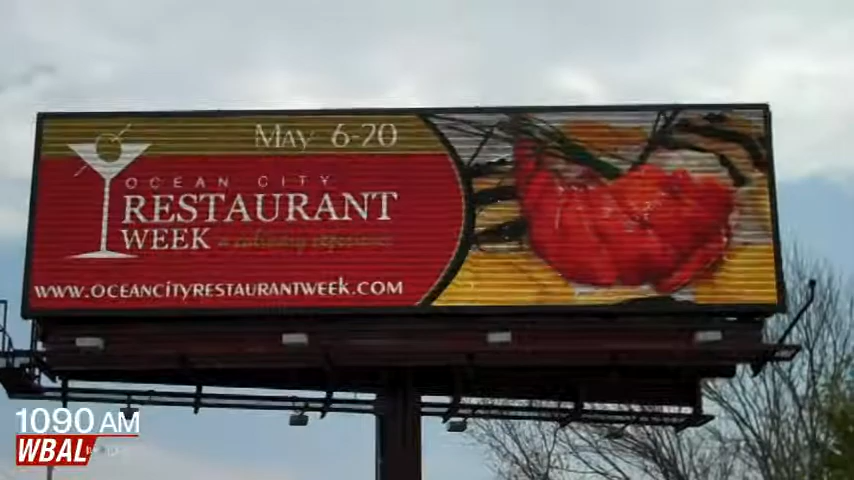 May 6-20
OCEAN CITY
RESTAURANT
WEEK a culinary experience
WWW.OCEANCITYRESTAURANTWEEK.COM
1090 AM
WBAL